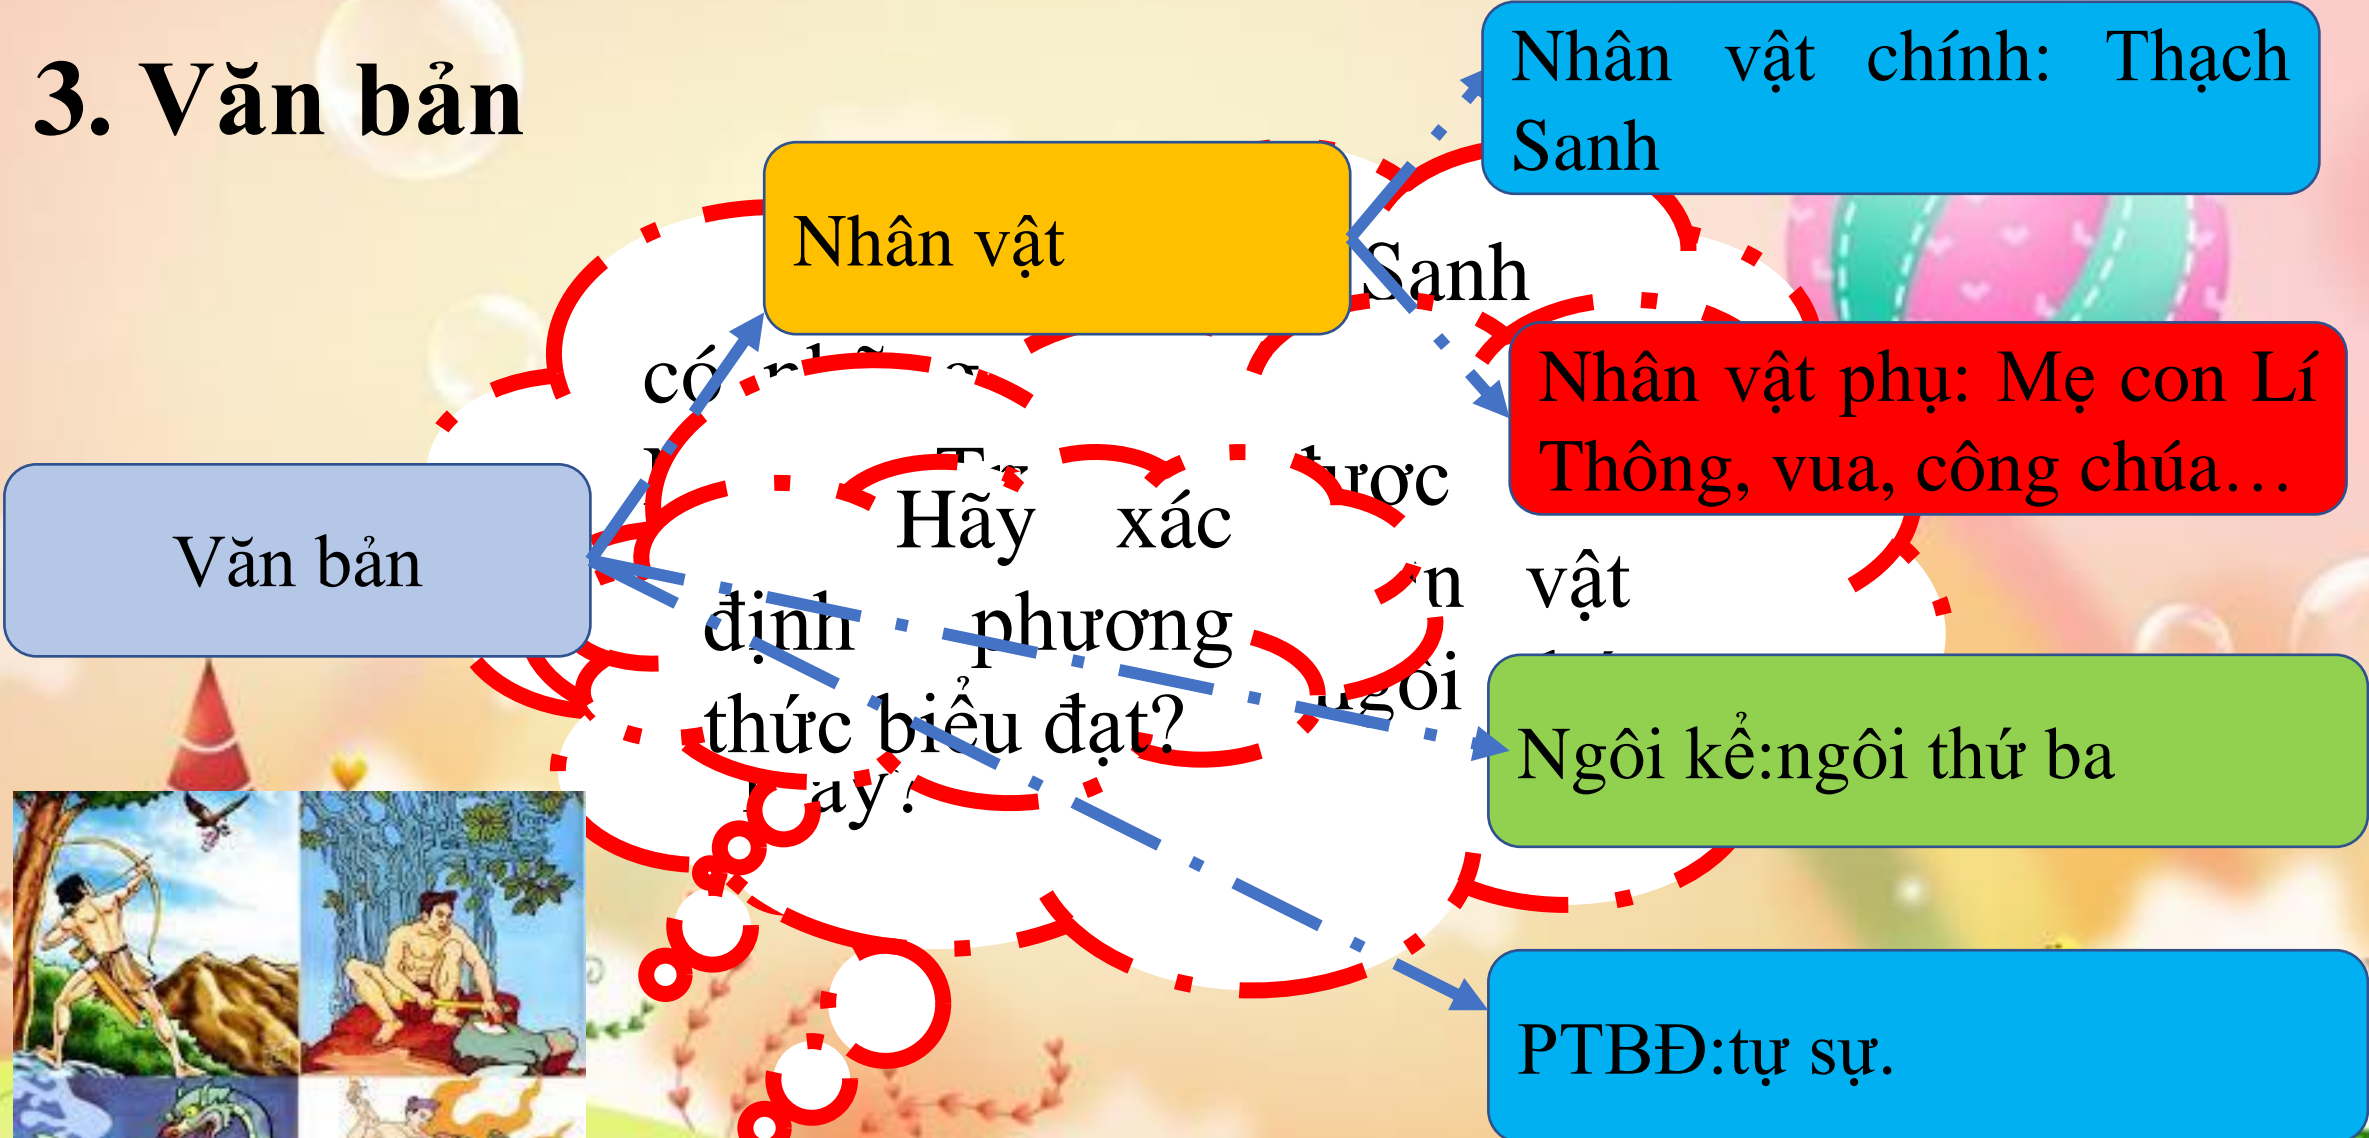 3. Văn bản
Nhân vật chính: Thạch
Sanh
Nhân vật
Sanh
có
Nhân vật phụ: Mẹ con Lí
Thông, vua, công chúa…
Văn bản
Hãy xác
định phương
thức biểu đạt?
vật
ngôi
Ngôi kể:ngôi thứ ba
PTBĐ:tự sự.